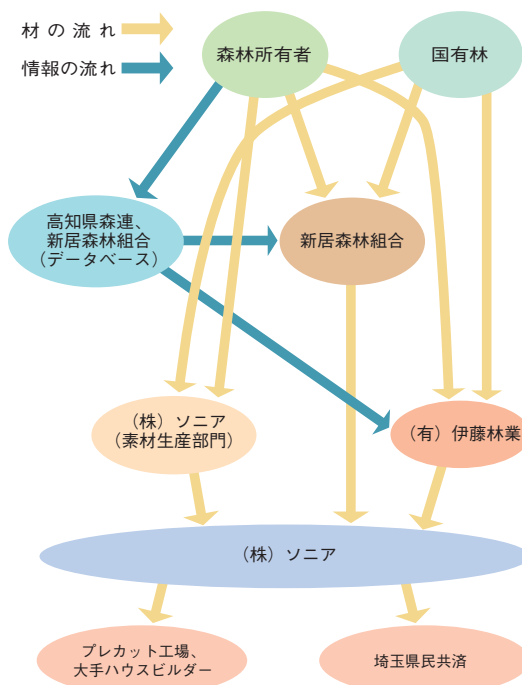 材の流れ
情報の流れ
森林所有者
国有林
高知県森連、
新居森林組合
（データベース）
新居森林組合
（株）ソニア
（素材生産部門）
（有）伊藤林業
（株）ソニア
プレカット工場、
大手ハウスビルダー
埼玉県民共済